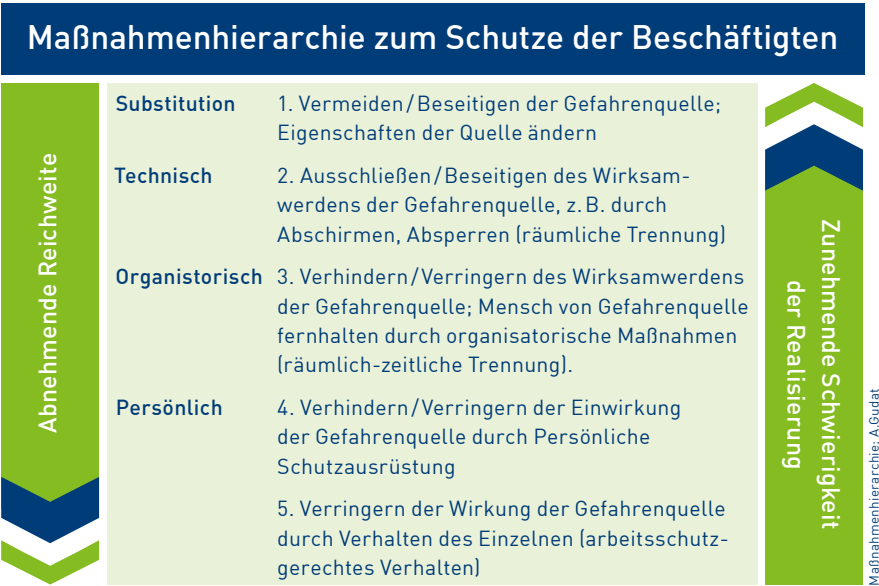 Maßnahmenhierarchie zum Schutze der Beschäftigten
Abnehmende Reichweite
Substitution
1. Vermeiden/Beseitigen der Gefahrenquelle;
Eigenschaften der Quelle ändern
Technisch
2. Ausschließen/Beseitigen des Wirksam-
werdens der Gefahrenquelle, z. B. durch
Abschirmen, Absperren (räumliche Trennung)
Organistorisch
3. Verhindern/Verringern des Wirksamwerdens
der Gefahrenquelle; Mensch von Gefahrenquelle
fernhalten durch organisatorische Maßnahmen
(räumlich-zeitliche Trennung).
Persönlich
4. Verhindern/Verringern der Einwirkung
der Gefahrenquelle durch Persönliche
Schutzausrüstung
5. Verringern der Wirkung der Gefahrenquelle
durch Verhalten des Einzelnen (arbeitsschutz-
gerechtes Verhalten)
Zunehmende Schwierigkeit
der Realisierung
Maßnahmenhierarchie: A.Gudat